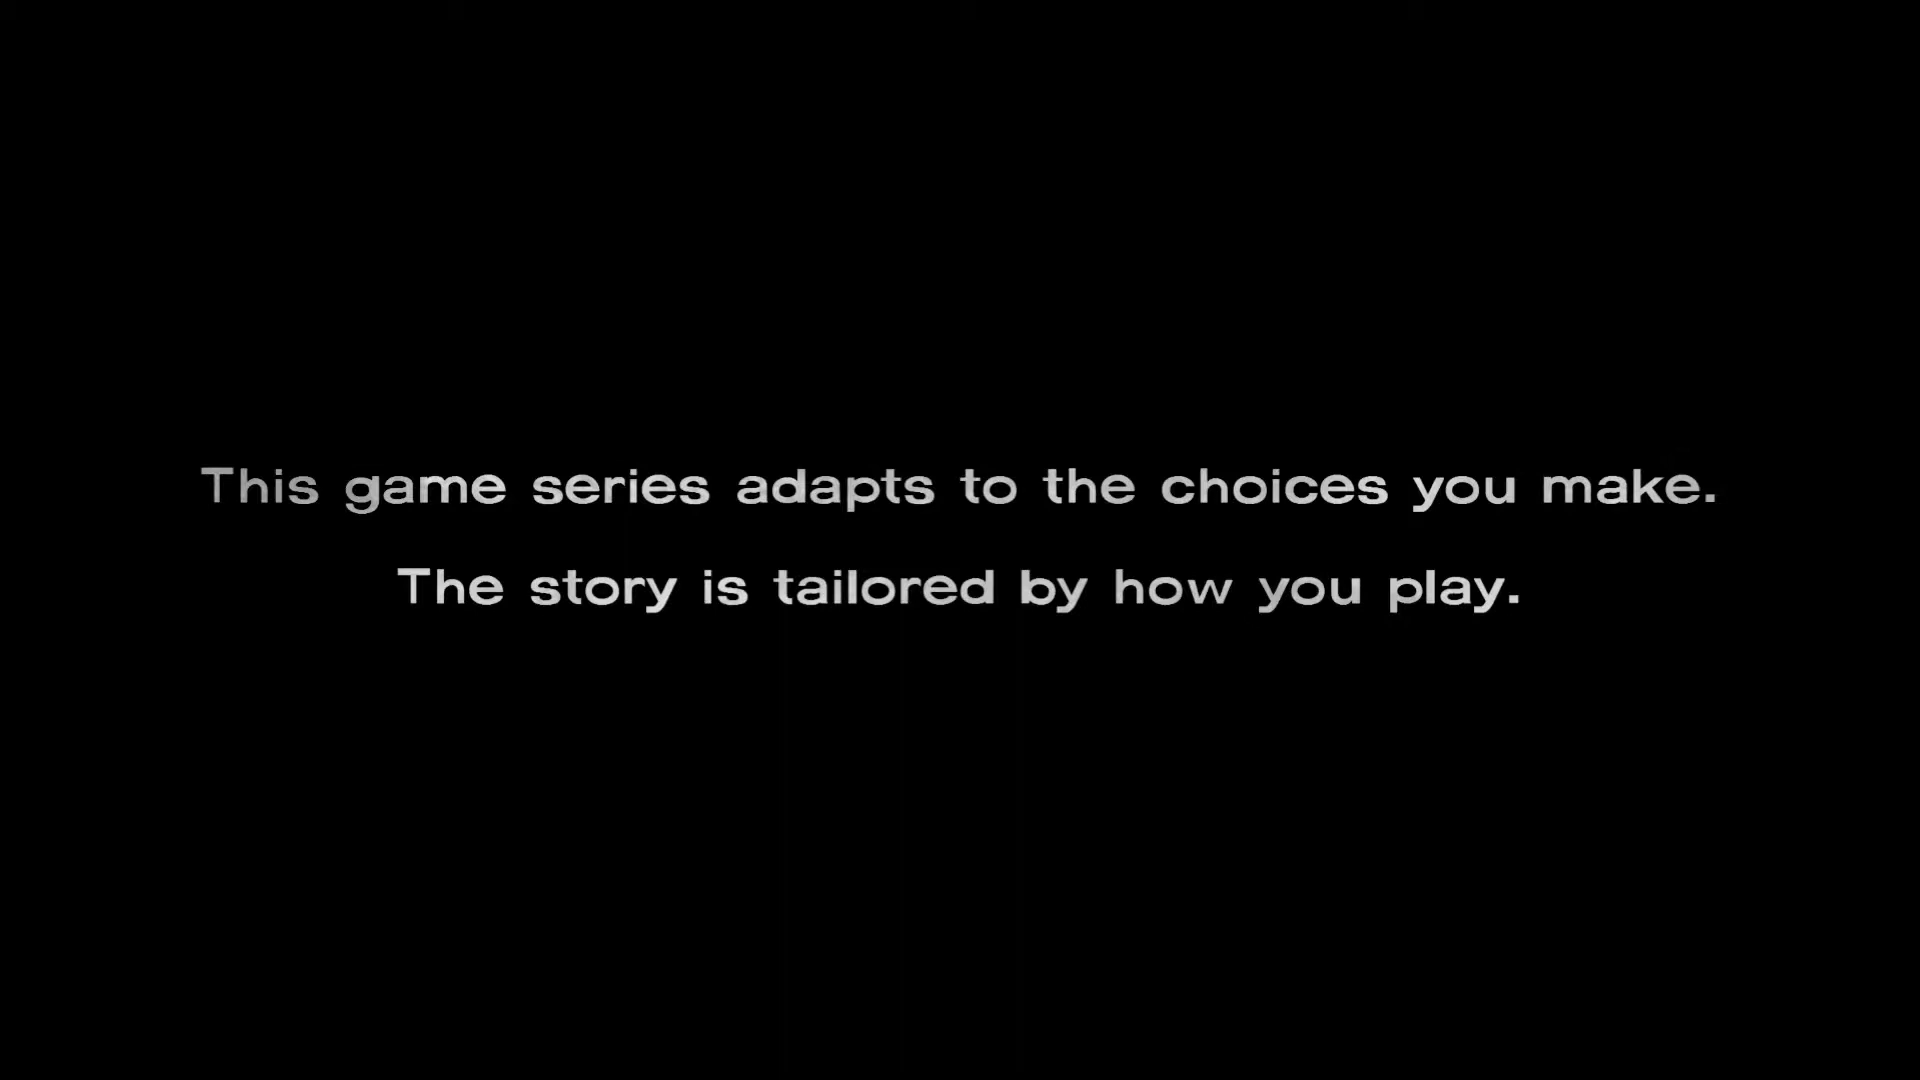 This game series adapts to the choices you make.
The story is tailored by how you play.